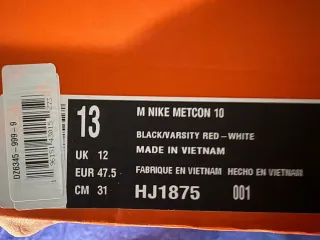 13
M NIKE METCON 10
BLACK/VARSITY RED-WHITE
UK 12
MADE IN VIETNAM
EUR 47.5
FABRIQUE EN VIETNAM HECHO EN VIETNAM
CM 31
HJ1875 001
DZ6345-999-9